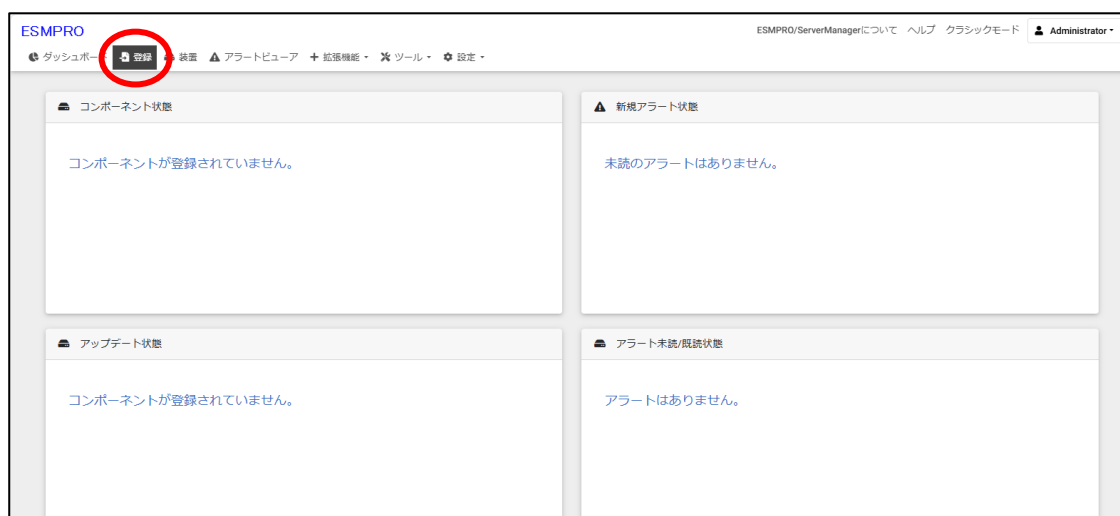 ESMPRO
ESMPRO/ServerManagerについて ヘルプ クラシックモード Administrator
ダッシュボード 登録 装置 アラートビューア 拡張機能 ツール 設定
コンポーネント状態
コンポーネントが登録されていません。
新規アラート状態
未読のアラートはありません。
アップデート状態
コンポーネントが登録されていません。
アラート未読/既読状態
アラートはありません。